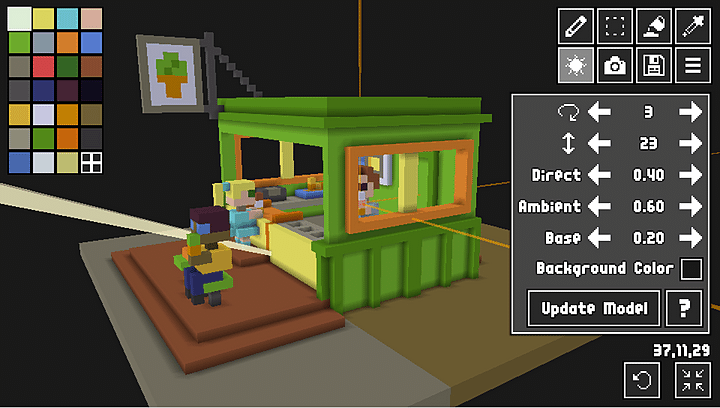 3
23
Direct 0.40
Ambient 0.60
Base 0.20
Background Color
Update Model ?
37,11,29